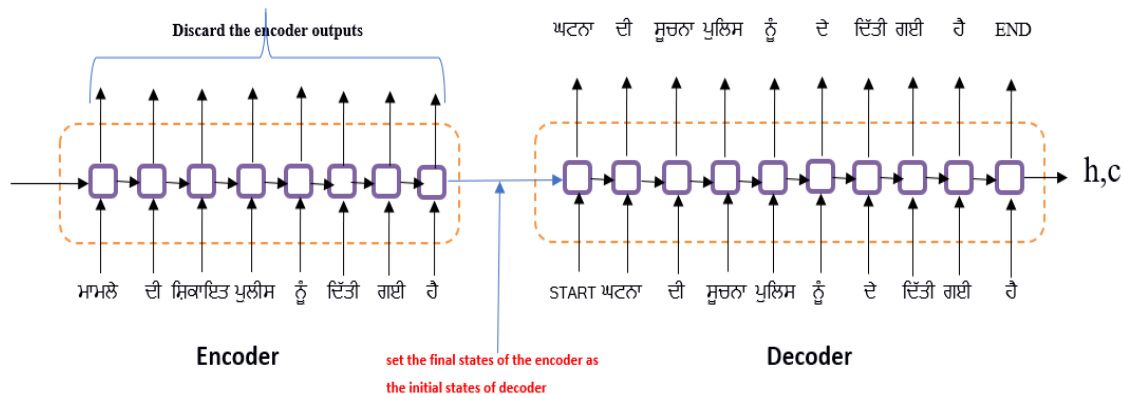 Discard the encoder outputs
ਘਟਨਾ ਦੀ ਸੂਚਨਾ ਪੁਲਿਸ ਨੂੰ ਦੇ ਦਿੱਤੀ ਗਈ ਹੈ END
h,c
ਮਾਮਲੇ ਦੀ ਸ਼ਿਕਾਇਤ ਪੁਲੀਸ ਨੂੰ ਦਿੱਤੀ ਗਈ ਹੈ
START ਘਟਨਾ ਦੀ ਸੂਚਨਾ ਪੁਲਿਸ ਨੂੰ ਦੇ ਦਿੱਤੀ ਗਈ ਹੈ
Encoder
set the final states of the encoder as
the initial states of decoder
Decoder